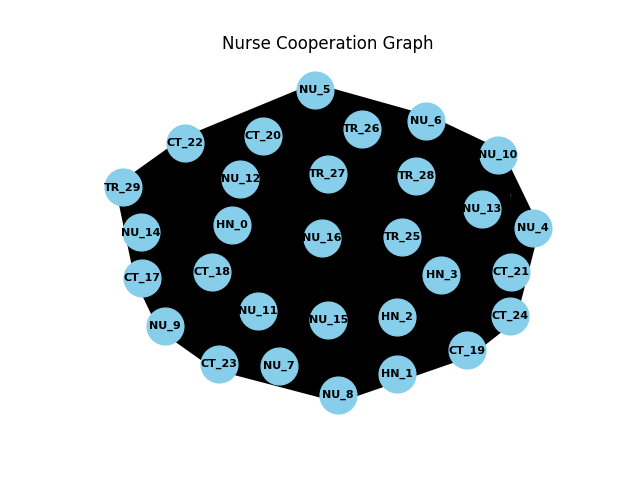 Nurse Cooperation Graph
NU_5
NU_6
TR_26
CT_20
CT_22
NU_10
TR_27
TR_28
NU_12
TR_29
NU_13
HN_0
NU_4
NU_14
TR_25
NU_16
CT_18
CT_21
HN_3
CT_17
NU_11
CT_24
HN_2
NU_15
NU_9
CT_19
CT_23
NU_7
HN_1
NU_8